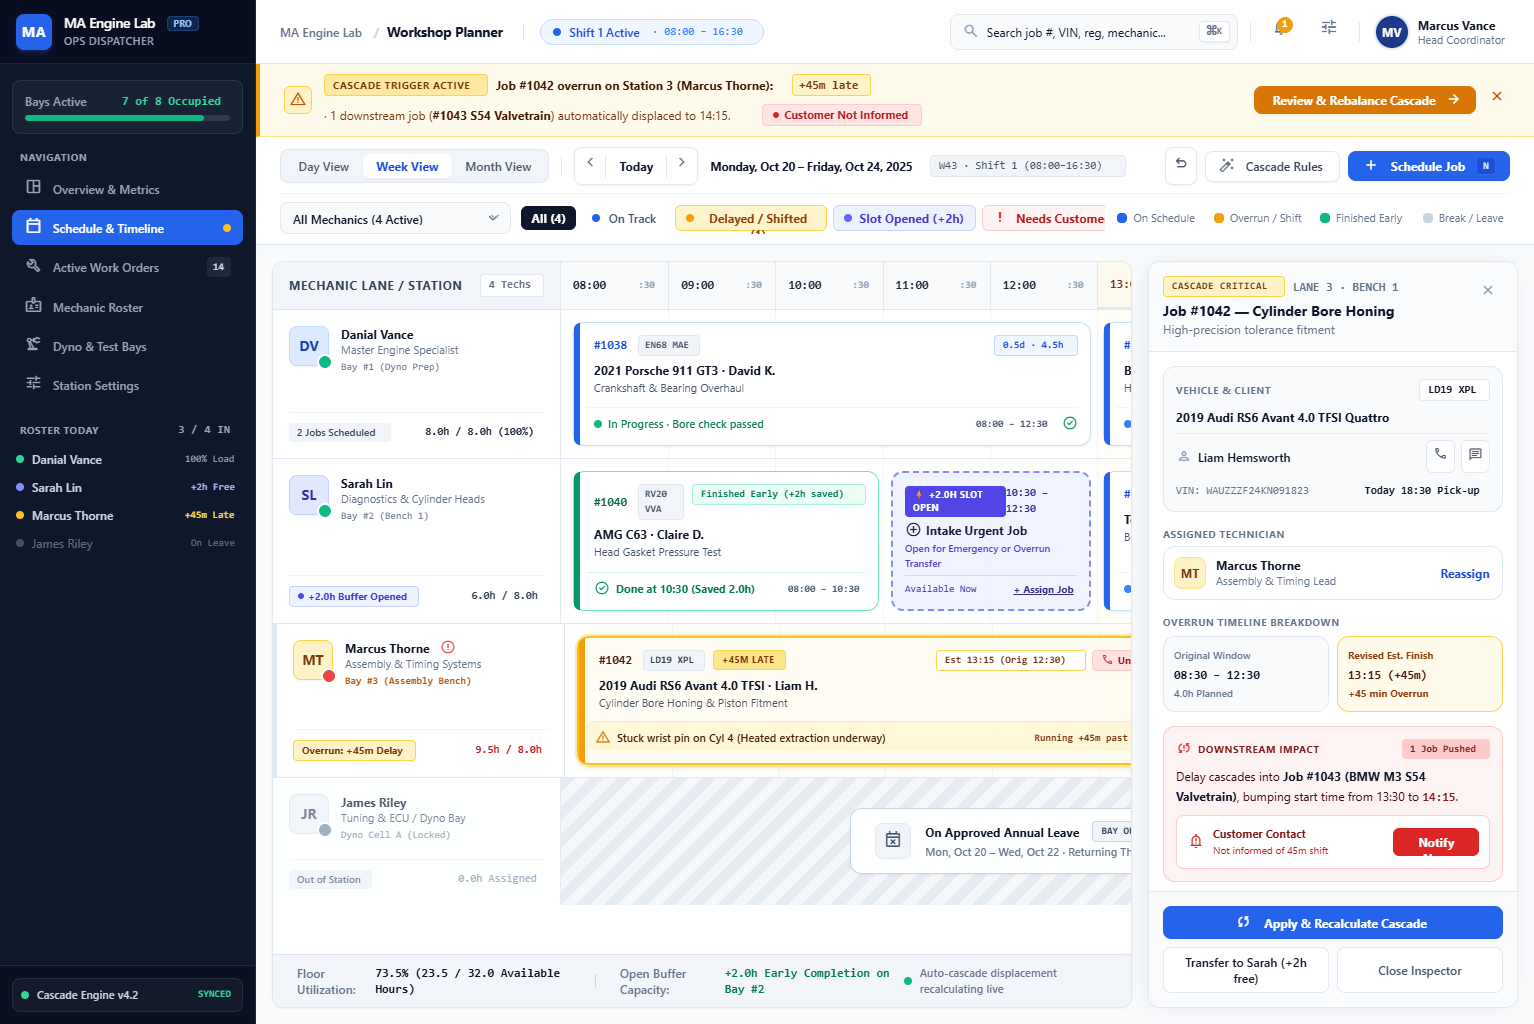 MA
MA Engine Lab
PRO
OPS DISPATCHER
Bays Active
7 of 8 Occupied
NAVIGATION
Overview & Metrics
Schedule & Timeline
Active Work Orders
14
Mechanic Roster
Dyno & Test Bays
Station Settings
ROSTER TODAY
3 / 4 IN
Danial Vance
100% Load
Sarah Lin
+2h Free
Marcus Thorne
+45m Late
James Riley
On Leave
Cascade Engine v4.2
SYNCED
MA Engine Lab / Workshop Planner
Shift 1 Active · 08:00 – 16:30
Search job #, VIN, reg, mechanic...
⌘K
1
MV
Marcus Vance
Head Coordinator
CASCADE TRIGGER ACTIVE
Job #1042 overrun on Station 3 (Marcus Thorne):
+45m late
· 1 downstream job (#1043 S54 Valvetrain) automatically displaced to 14:15.
Customer Not Informed
Review & Rebalance Cascade
Day View
Week View
Month View
Today
Monday, Oct 20 – Friday, Oct 24, 2025
W43 · Shift 1 (08:00–16:30)
Cascade Rules
Schedule Job
N
All Mechanics (4 Active)
All (4)
On Track
Delayed / Shifted
(1)
Slot Opened (+2h)
! Needs Customer
On Schedule
Overrun / Shift
Finished Early
Break / Leave
MECHANIC LANE / STATION
4 Techs
08:00 :30
09:00 :30
10:00 :30
11:00 :30
12:00 :30
13:
DV
Danial Vance
Master Engine Specialist
Bay #1 (Dyno Prep)
2 Jobs Scheduled
8.0h / 8.0h (100%)
#1038
EN68 MAE
0.5d · 4.5h
2021 Porsche 911 GT3 · David K.
Crankshaft & Bearing Overhaul
In Progress · Bore check passed
08:00 – 12:30
#
B
H
SL
Sarah Lin
Diagnostics & Cylinder Heads
Bay #2 (Bench 1)
+2.0h Buffer Opened
6.0h / 8.0h
#1040
RV20
VVA
Finished Early (+2h saved)
AMG C63 · Claire D.
Head Gasket Pressure Test
Done at 10:30 (Saved 2.0h)
08:00 – 10:30
+2.0H SLOT
OPEN
10:30 –
12:30
Intake Urgent Job
Open for Emergency or Overrun
Transfer
Available Now
+ Assign Job
#
B
MT
Marcus Thorne
Assembly & Timing Systems
Bay #3 (Assembly Bench)
Overrun: +45m Delay
9.5h / 8.0h
#1042
LD19 XPL
+45M LATE
Est 13:15 (Orig 12:30)
Un
2019 Audi RS6 Avant 4.0 TFSI · Liam H.
Cylinder Bore Honing & Piston Fitment
Stuck wrist pin on Cyl 4 (Heated extraction underway)
Running +45m past
JR
James Riley
Tuning & ECU / Dyno Bay
Dyno Cell A (Locked)
Out of Station
0.0h Assigned
On Approved Annual Leave
BAY
Mon, Oct 20 – Wed, Oct 22 · Returning Th
Floor
Utilization:
73.5% (23.5 / 32.0 Available
Hours)
Open Buffer
Capacity:
+2.0h Early Completion on
Bay #2
Auto-cascade displacement
recalculating live
CASCADE CRITICAL
LANE 3 · BENCH 1
Job #1042 — Cylinder Bore Honing
High-precision tolerance fitment
VEHICLE & CLIENT
LD19 XPL
2019 Audi RS6 Avant 4.0 TFSI Quattro
Liam Hemsworth
VIN: WAUZZZF24KN091823
Today 18:30 Pick-up
ASSIGNED TECHNICIAN
MT
Marcus Thorne
Assembly & Timing Lead
Reassign
OVERRUN TIMELINE BREAKDOWN
Original Window
08:30 – 12:30
4.0h Planned
Revised Est. Finish
13:15 (+45m)
+45 min Overrun
DOWNSTREAM IMPACT
1 Job Pushed
Delay cascades into Job #1043 (BMW M3 S54
Valvetrain), bumping start time from 13:30 to 14:15.
Customer Contact
Not informed of 45m shift
Notify
Apply & Recalculate Cascade
Transfer to Sarah (+2h
free)
Close Inspector